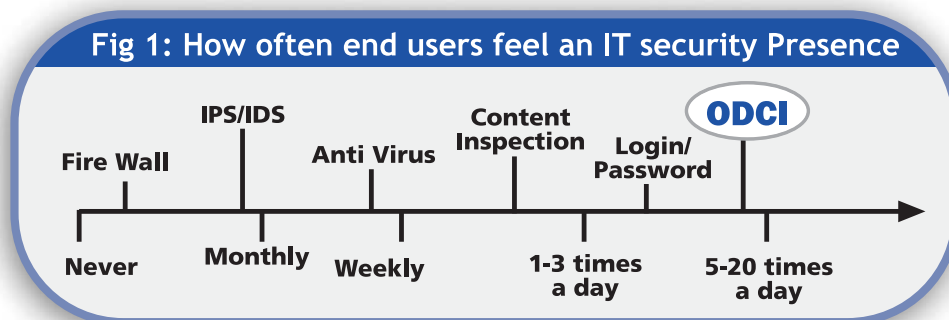 Fig 1: How often end users feel an IT security Presence
Fire Wall
IPS/IDS
Anti Virus
Content
Inspection
Login/
Password
ODCI
Never
Monthly
Weekly
1-3 times
a day
5-20 times
a day